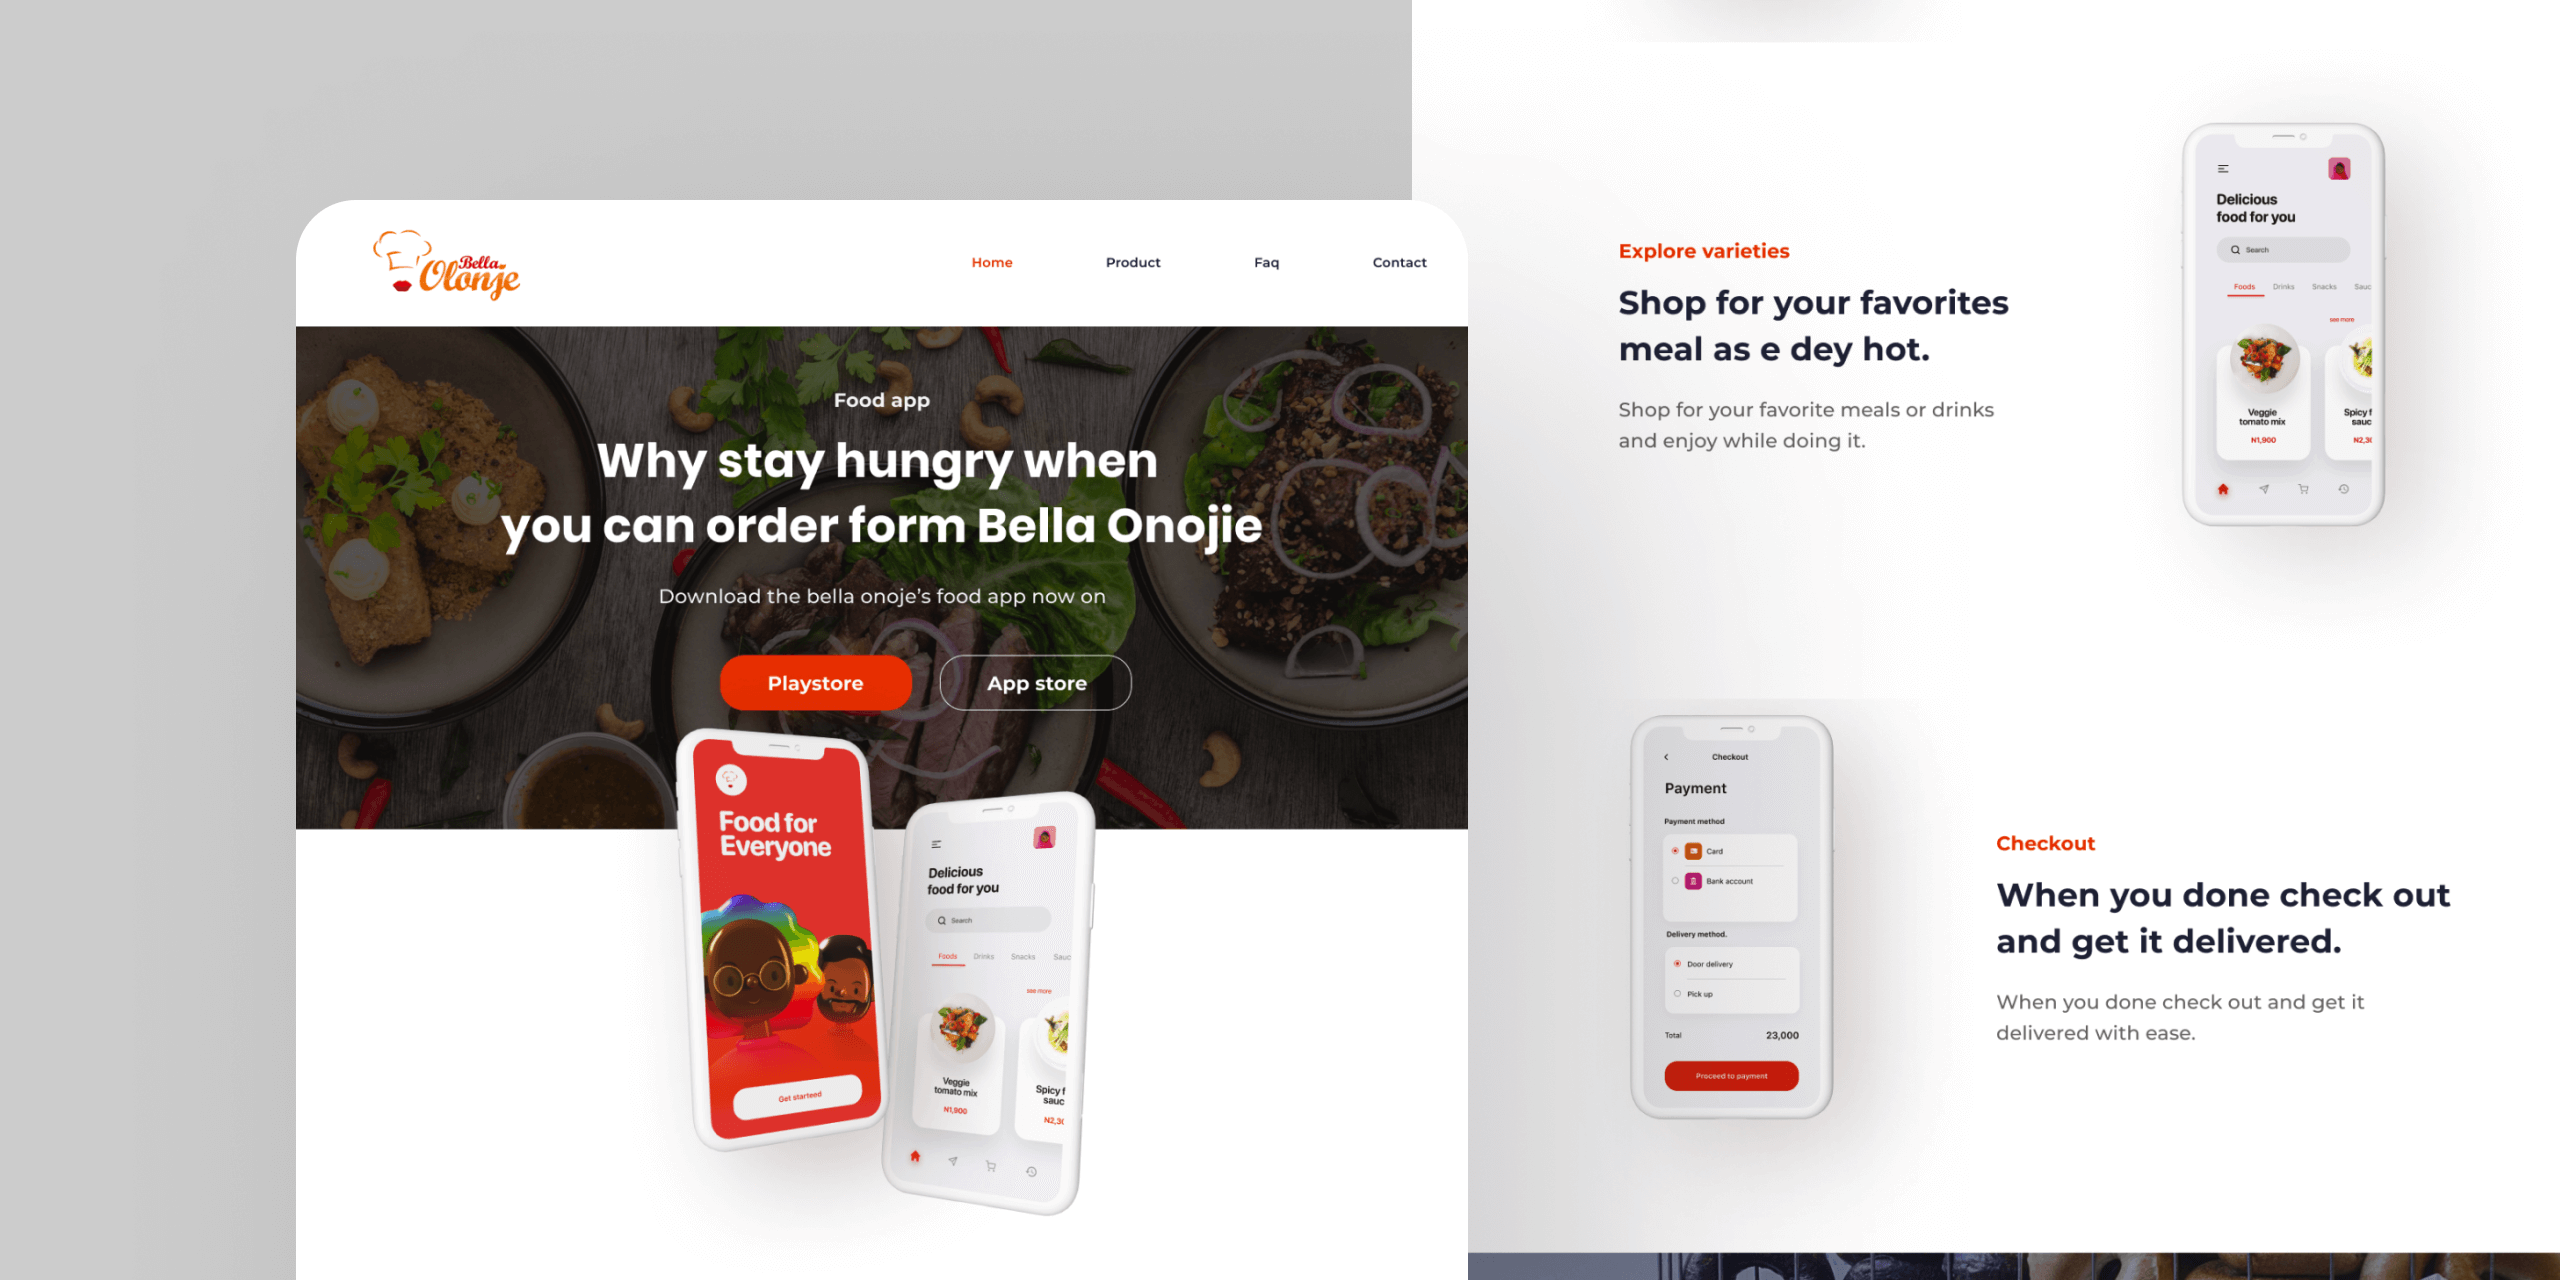 Bella
Olonje
Home
Product
Faq
Contact
Food app
Why stay hungry when
you can order form Bella Onojie
Download the bella onoje’s food app now on
Playstore
App store
Food for
Everyone
Get starteed
Delicious
food for you
Search
Foods
Drinks
Snacks
Sauc
see more
Veggie
tomato mix
N1,900
Spicy f
sauc
N2,30
Explore varieties
Shop for your favorites
meal as e dey hot.
Shop for your favorite meals or drinks
and enjoy while doing it.
Delicious
food for you
Search
Foods
Drinks
Snacks
Sauc
see more
Veggie
tomato mix
N1,900
Spicy f
sauc
N2,30
Checkout
Payment
Payment method
Card
Bank account
Delivery method.
Door delivery
Pick up
Total
23,000
Proceed to payment
Checkout
When you done check out
and get it delivered.
When you done check out and get it
delivered with ease.